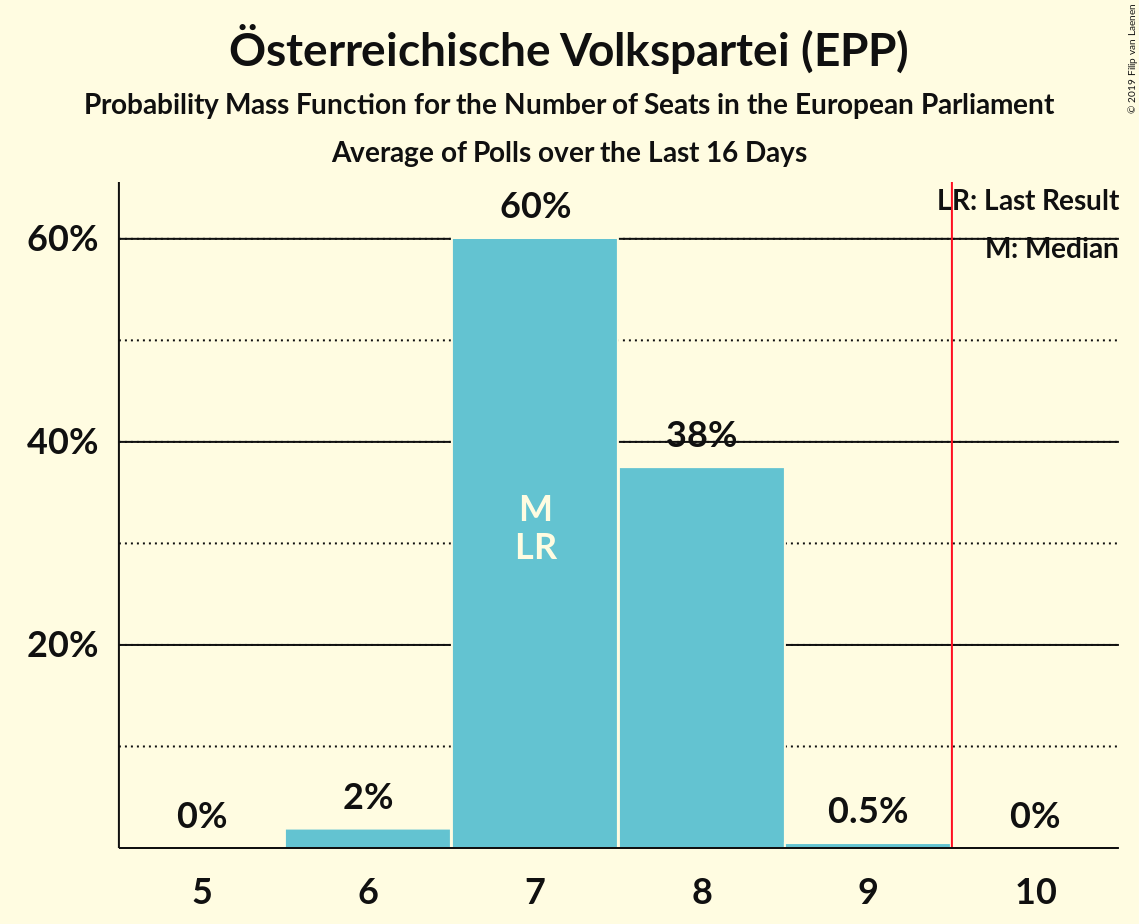 Österreichische Volkspartei (EPP)
Probability Mass Function for the Number of Seats in the European Parliament
Average of Polls over the Last 16 Days
© 2019 Filip van Laenen
LR: Last Result
M: Median
60%
40%
20%
0%
2%
60%
38%
0.5%
0%
M
LR
5
6
7
8
9
10